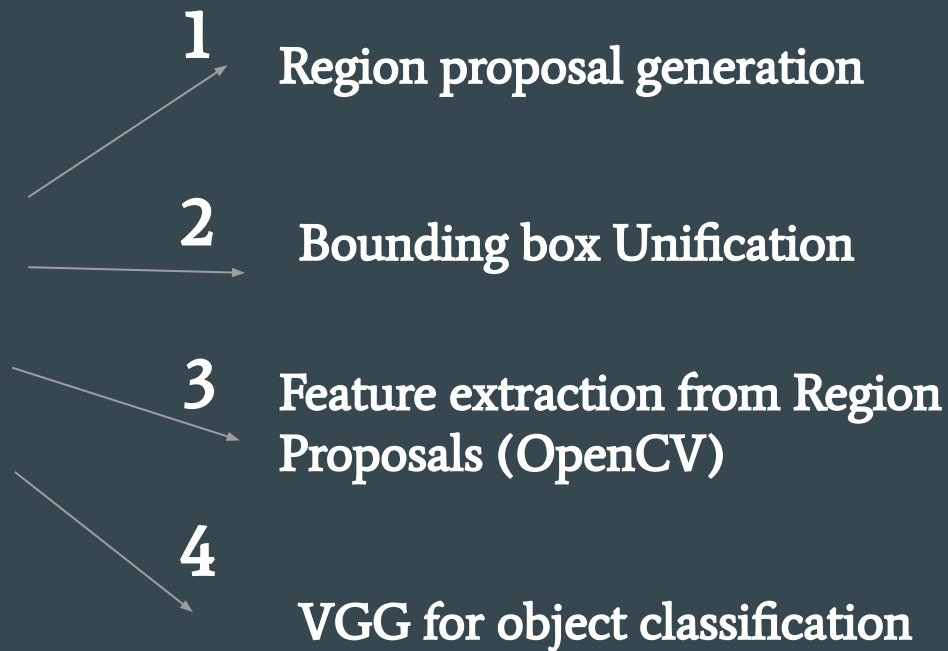 1
Region proposal generation
2
Bounding box Unification
3
Feature extraction from Region
Proposals (OpenCV)
4
VGG for object classification